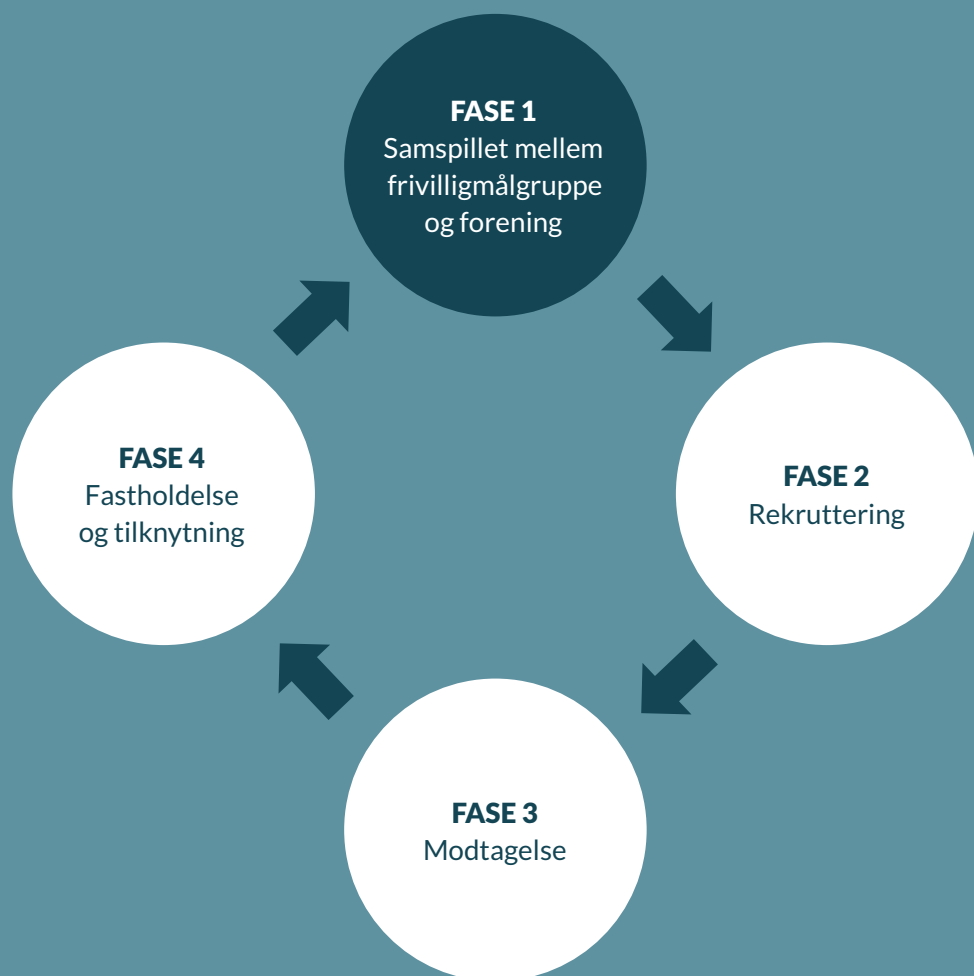 FASE 1
Samspillet mellem
frivilligmålgruppe
og forening
FASE 2
Rekruttering
FASE 3
Modtagelse
FASE 4
Fastholdelse
og tilknytning